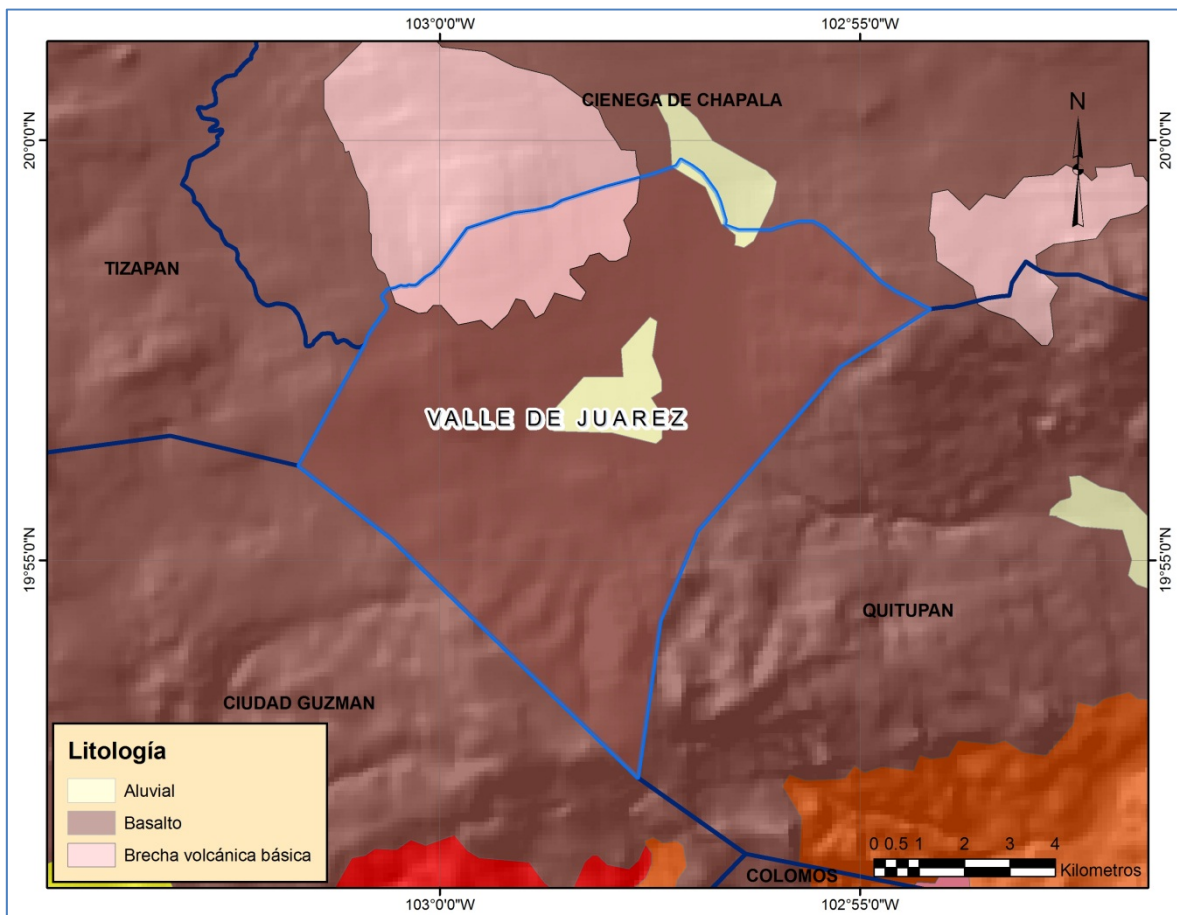 103°0'0"W
102°55'0"W
CIENEGA DE CHAPALA
N
20°0'0"N
20°0'0"N
TIZAPAN
VALLE DE JUAREZ
19°55'0"N
19°55'0"N
QUITUPAN
CIUDAD GUZMAN
Litología
Aluvial
Basalto
Brecha volcánica básica
0 0.5 1 2 3 4
Kilometros
COLOMOS
103°0'0"W
102°55'0"W